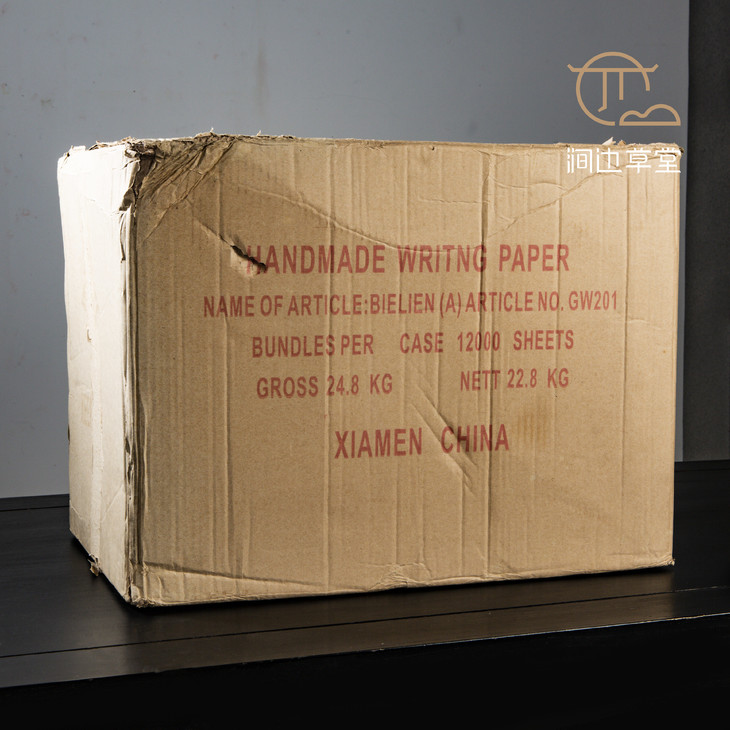 涧边草堂
HANDMADE WRITNG PAPER
NAME OF ARTICLE:BIELIEN (A) ARTICLE NO. GW201
BUNDLES PER CASE 12000 SHEETS
GROSS 24.8 KG NETT 22.8 KG
XIAMEN CHINA